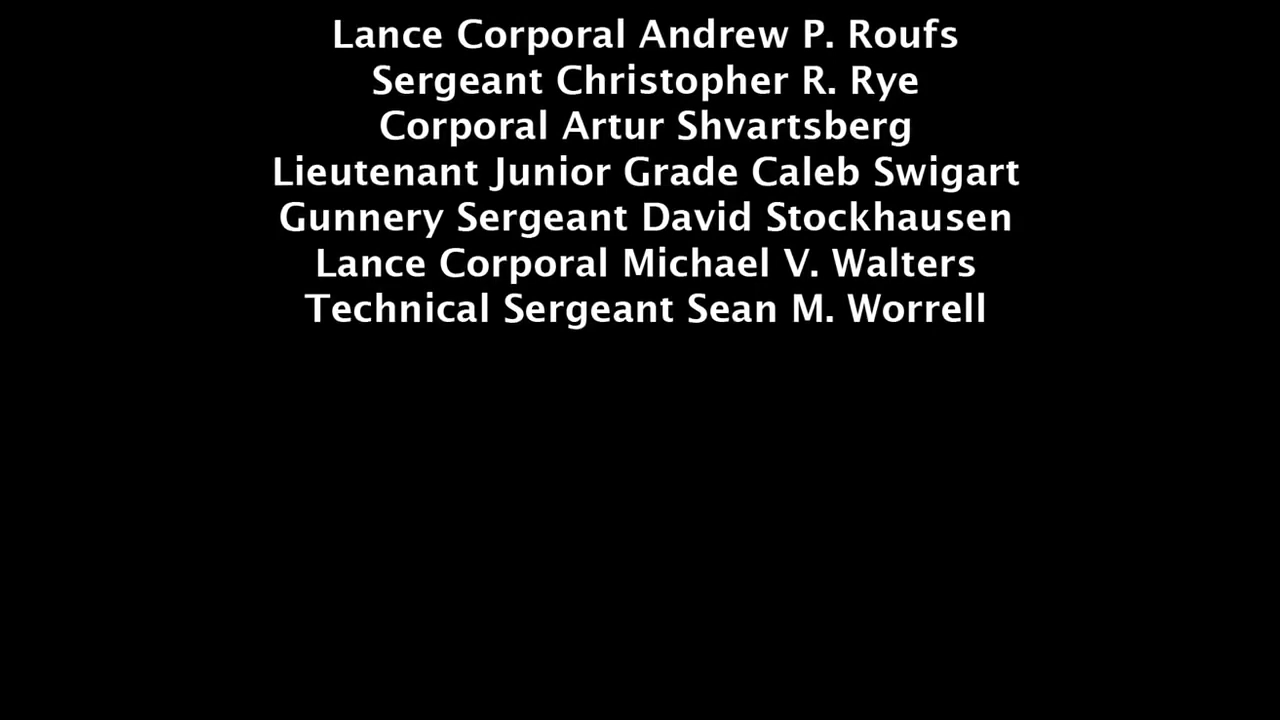 Lance Corporal Andrew P. Roufs
Sergeant Christopher R. Rye
Corporal Artur Shvartsberg
Lieutenant Junior Grade Caleb Swigart
Gunnery Sergeant David Stockhausen
Lance Corporal Michael V. Walters
Technical Sergeant Sean M. Worrell